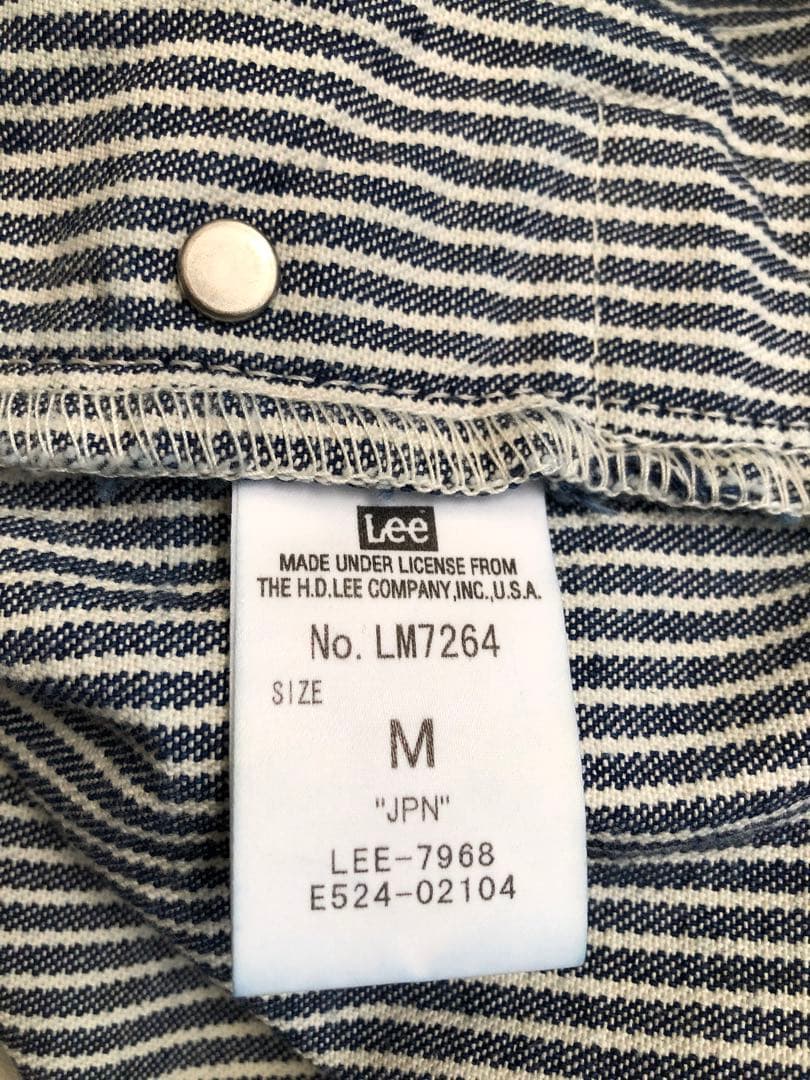 Lee
MADE UNDER LICENSE FROM
THE H.D.LEE COMPANY,INC.,U.S.A.
No. LM7264
SIZE
M
"JPN"
LEE-7968
E524-02104